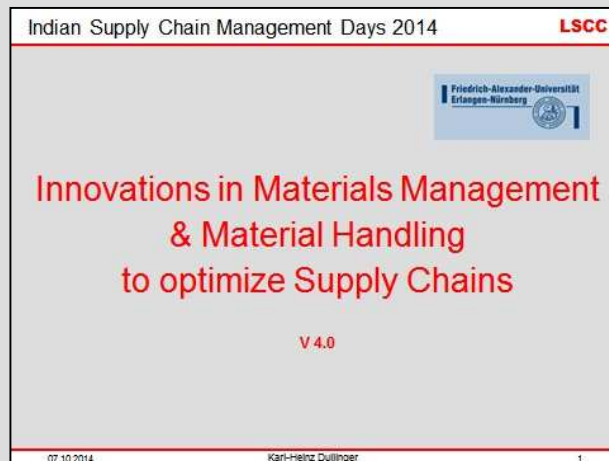 Indian Supply Chain Management Days 2014 LSCC
Friedrich-Alexander-Universität
Erlangen-Nürnberg
Innovations in Materials Management
& Material Handling
to optimize Supply Chains
V 4.0
07.10.2014 Karl-Heinz Dullinger 1